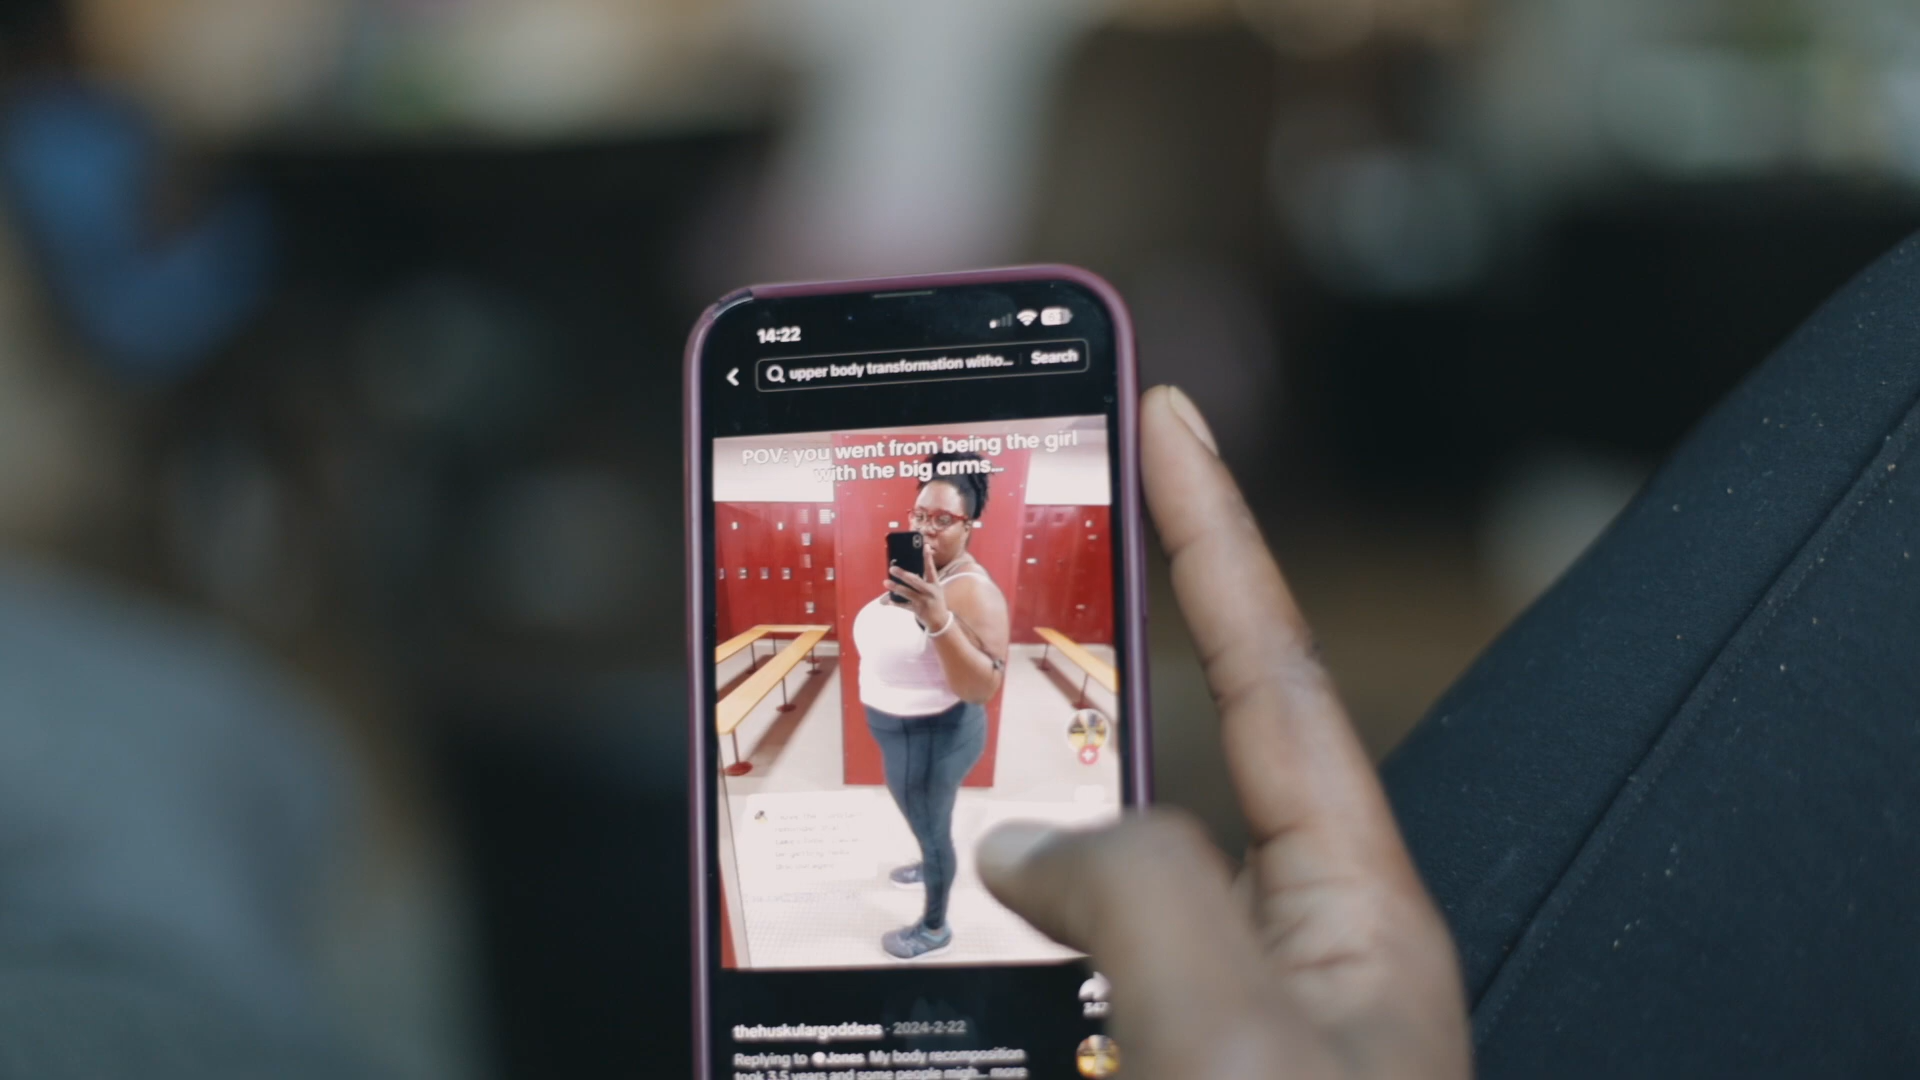 14:22
upper body transformation witho... Search
POV: you went from being the girl
with the big arms...
thehuskulargoddess · 2024-2-22
Replying to Jones My body recomposition
took 3.5 years and some people migh... more